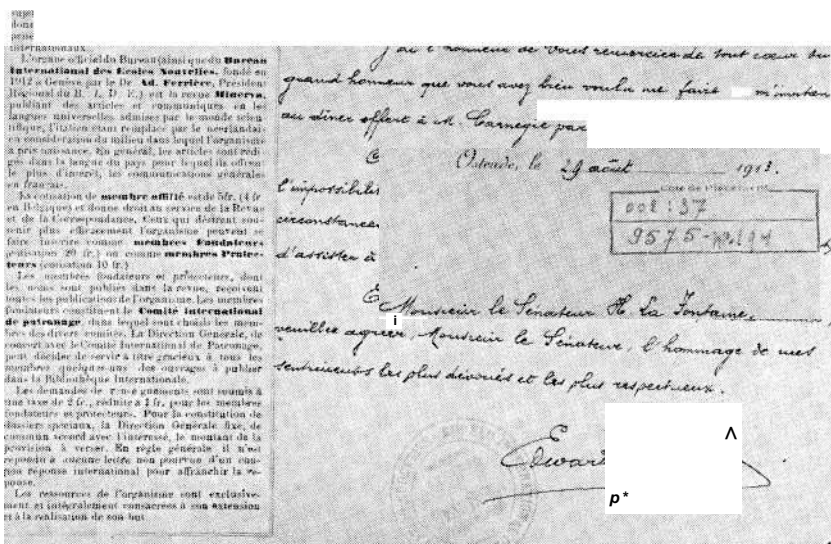 sujet
dont
internationaux.
L'organe officiel du Bureau (ainsi que du Bureau
International des Ecoles Nouvelles, fondé en
1912 à Genève par le Dr. Ad. Ferrière, Président
Régional du B. I. D. E.) est la revue Minerva,
publiant des articles et communiqués en les
langues universelles admises par le monde scien-
tifique, l'italien étant remplacé par le neerlandais
en considération du milieu dans lequel l'organisme
a pris naissance. En général, les articles sont rédi-
gés dans la langue du pays pour lequel ils offrent
le plus d'interêt, les communications générales
en français.
La cotisation de membre affilié est de 5fr. (4 fr
en Belgique) et donne droit au service de la Revue
et de la Correspondance. Ceux qui désirent sou-
tenir plus efficacement l'organisme peuvent se
faire inscrire comme membres Fondateurs
(cotisation 20 fr.) ou comme membres Protec-
teurs (cotisation 10 fr.)
Les membres fondateurs et protecteurs, dont
les noms sont publiés dans la revue, reçoivent
toutes les publications de l'organisme. Les membres
fondateurs constituent le Comité International
de patronage, dans lequel sont choisis les mem-
bres des divers comités. La Direction Générale, de
concert avec le Comité International de Patronage,
peut décider de servir à titre gracieux à tous les
membres quelques-uns des ouvrages à publier
dans la Bibliothèque Internationale.
Les demandes de renseignements sont soumis à
une taxe de 2 fr., réduite à 1 fr. pour les membres
fondateurs et protecteurs. Pour la constitution de
dossiers spéciaux, la Direction Générale fixe, de
commun accord avec l'interessé, le montant de la
provision à verser. En règle générale il n'est
répondu à aucune lettre non pourvue d'un cou-
pon réponse international pour affranchir la ré-
ponse.
Les ressources de l'organisme sont exclusive-
ment et intégralement consacrées à son extension
et à la réalisation de son but.
J'ai l'honneur de vous remercier de tout cœur du
grand honneur que vous avez bien voulu me faire m'invitant
au dîner offert à M. Carnegie par
Ostende, le 29 août 1913.
l'impossibilité
circonstances
d'assister à
Cote de Placement
002:37
9575-
Monsieur le Sénateur H. La Fontaine,
i
veuillez agréer, Monsieur le Sénateur, l'hommage de mes
sentiments les plus dévoués et les plus respectueux.
Edward
Λ
p*